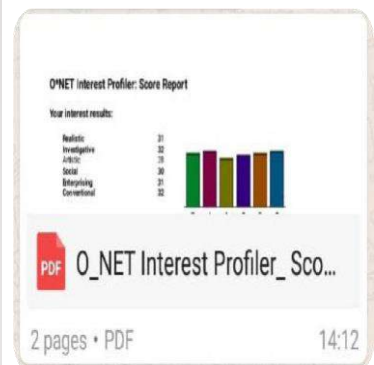 O*NET Interest Profiler: Score Report
Your interest results:
Realistic 31
Investigative 32
Artistic
Social 30
Enterprising 31
Conventional 32
PDF O_NET Interest Profiler_ Sco...
2 pages • PDF 14:12